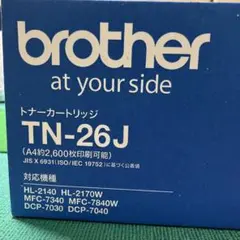 brother
at your side
トナーカートリッジ
TN-26J
(A4約2,600枚印刷可能)
JIS X 6931(ISO/IEC 19752)に基づく公表値
対応機種
HL-2140 HL-2170W
MFC-7340 MFC-7840W
DCP-7030 DCP-7040